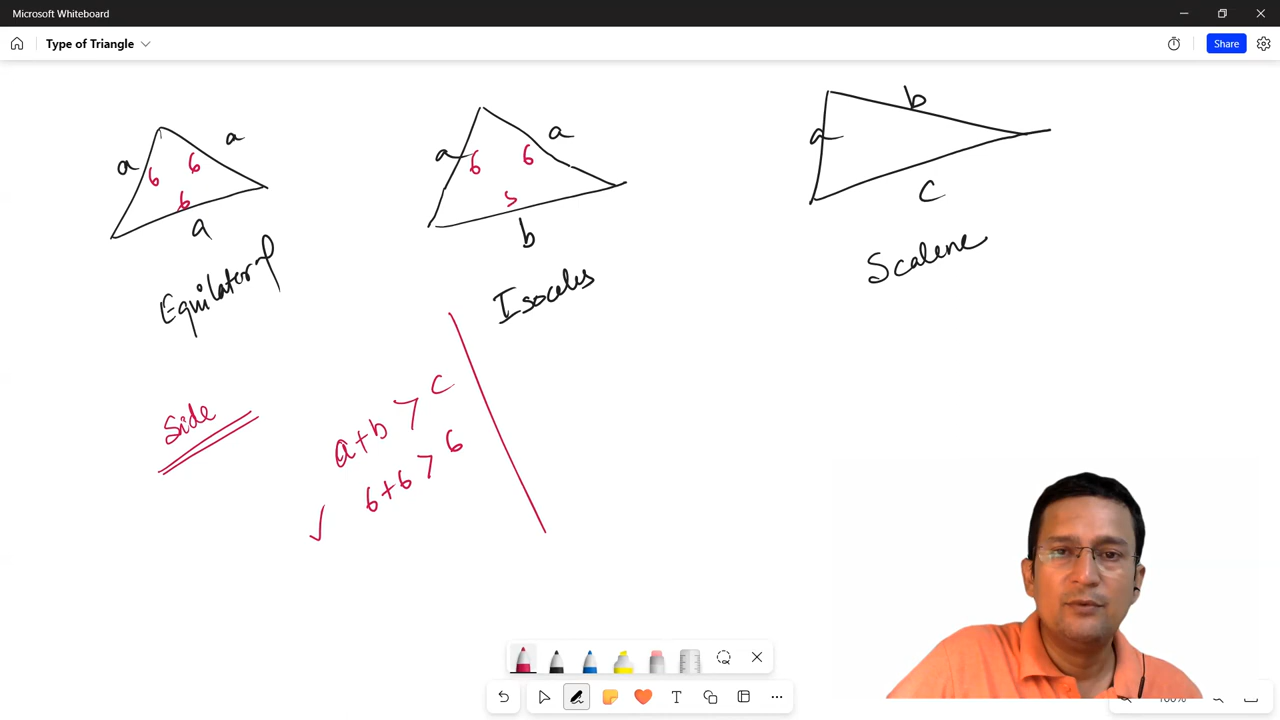 Microsoft Whiteboard
Type of Triangle
Share
a
a
6
6
6
a
Equilateral
a
a
6
6
5
b
Isoceles
a
b
c
Scalene
Side
a+b > c
6+6 > 6
100%